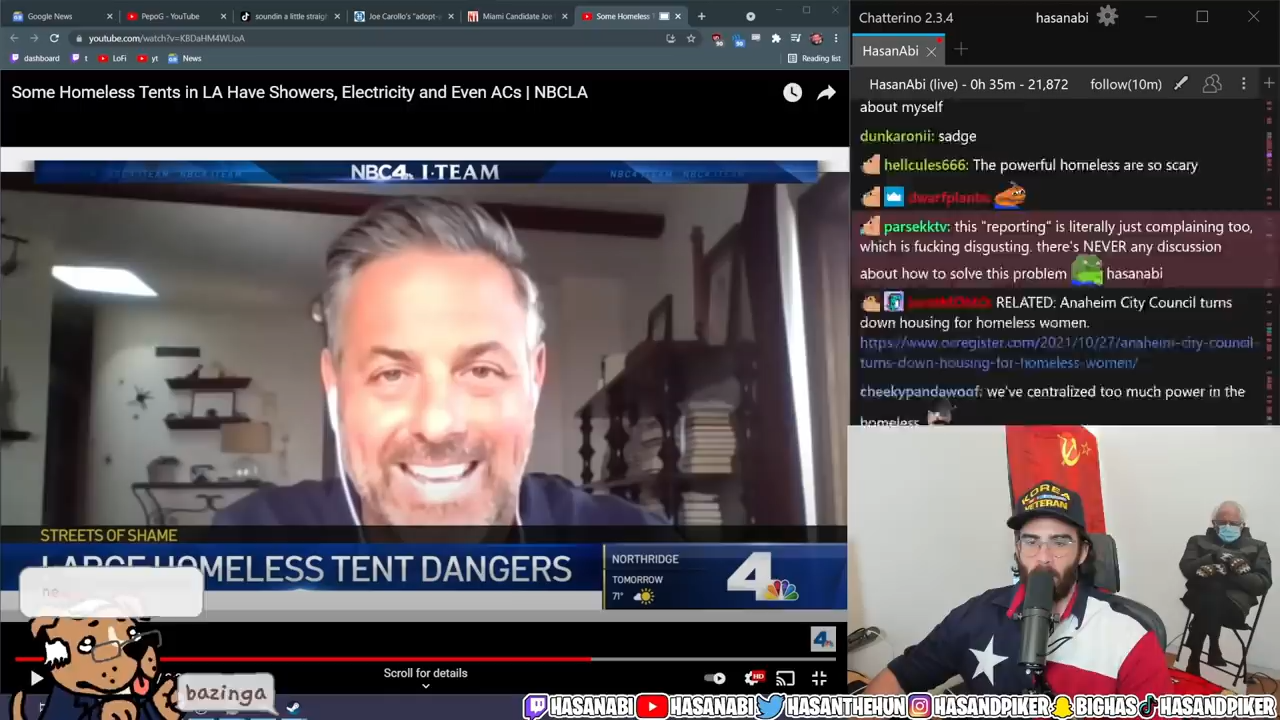 Google News
PepoG - YouTube
soundin a little straig
Joe Carollo's "adopt-
Miami Candidate Joe
Some Homeless T
youtube.com/watch?v=KBDaHM4WUoA
dashboard
t
LoFi
yt
News
Reading list
Some Homeless Tents in LA Have Showers, Electricity and Even ACs | NBCLA
NBC4 I-TEAM
STREETS OF SHAME
LARGE HOMELESS TENT DANGERS
NORTHRIDGE
TOMORROW
71°
4
no
Scroll for details
HD
4
bazinga
Chatterino 2.3.4
hasanabi
HasanAbi
HasanAbi (live) - 0h 35m - 21,872
follow(10m)
about myself
dunkaronii: sadge
hellcules666: The powerful homeless are so scary
dwarfplants:
parsekktv: this "reporting" is literally just complaining too,
which is fucking disgusting. there's NEVER any discussion
about how to solve this problem hasanabi
RELATED: Anaheim City Council turns
down housing for homeless women.
https://www.ocregister.com/2021/10/27/anaheim-city-council-
turns-down-housing-for-homeless-women/
cheekypandawoof: we've centralized too much power in the
homeless
KOREA
VETERAN
HASANABI
HASANABI
HASANTHEHUN
HASANDPIKER
BIGHAS
HASANDPIKER